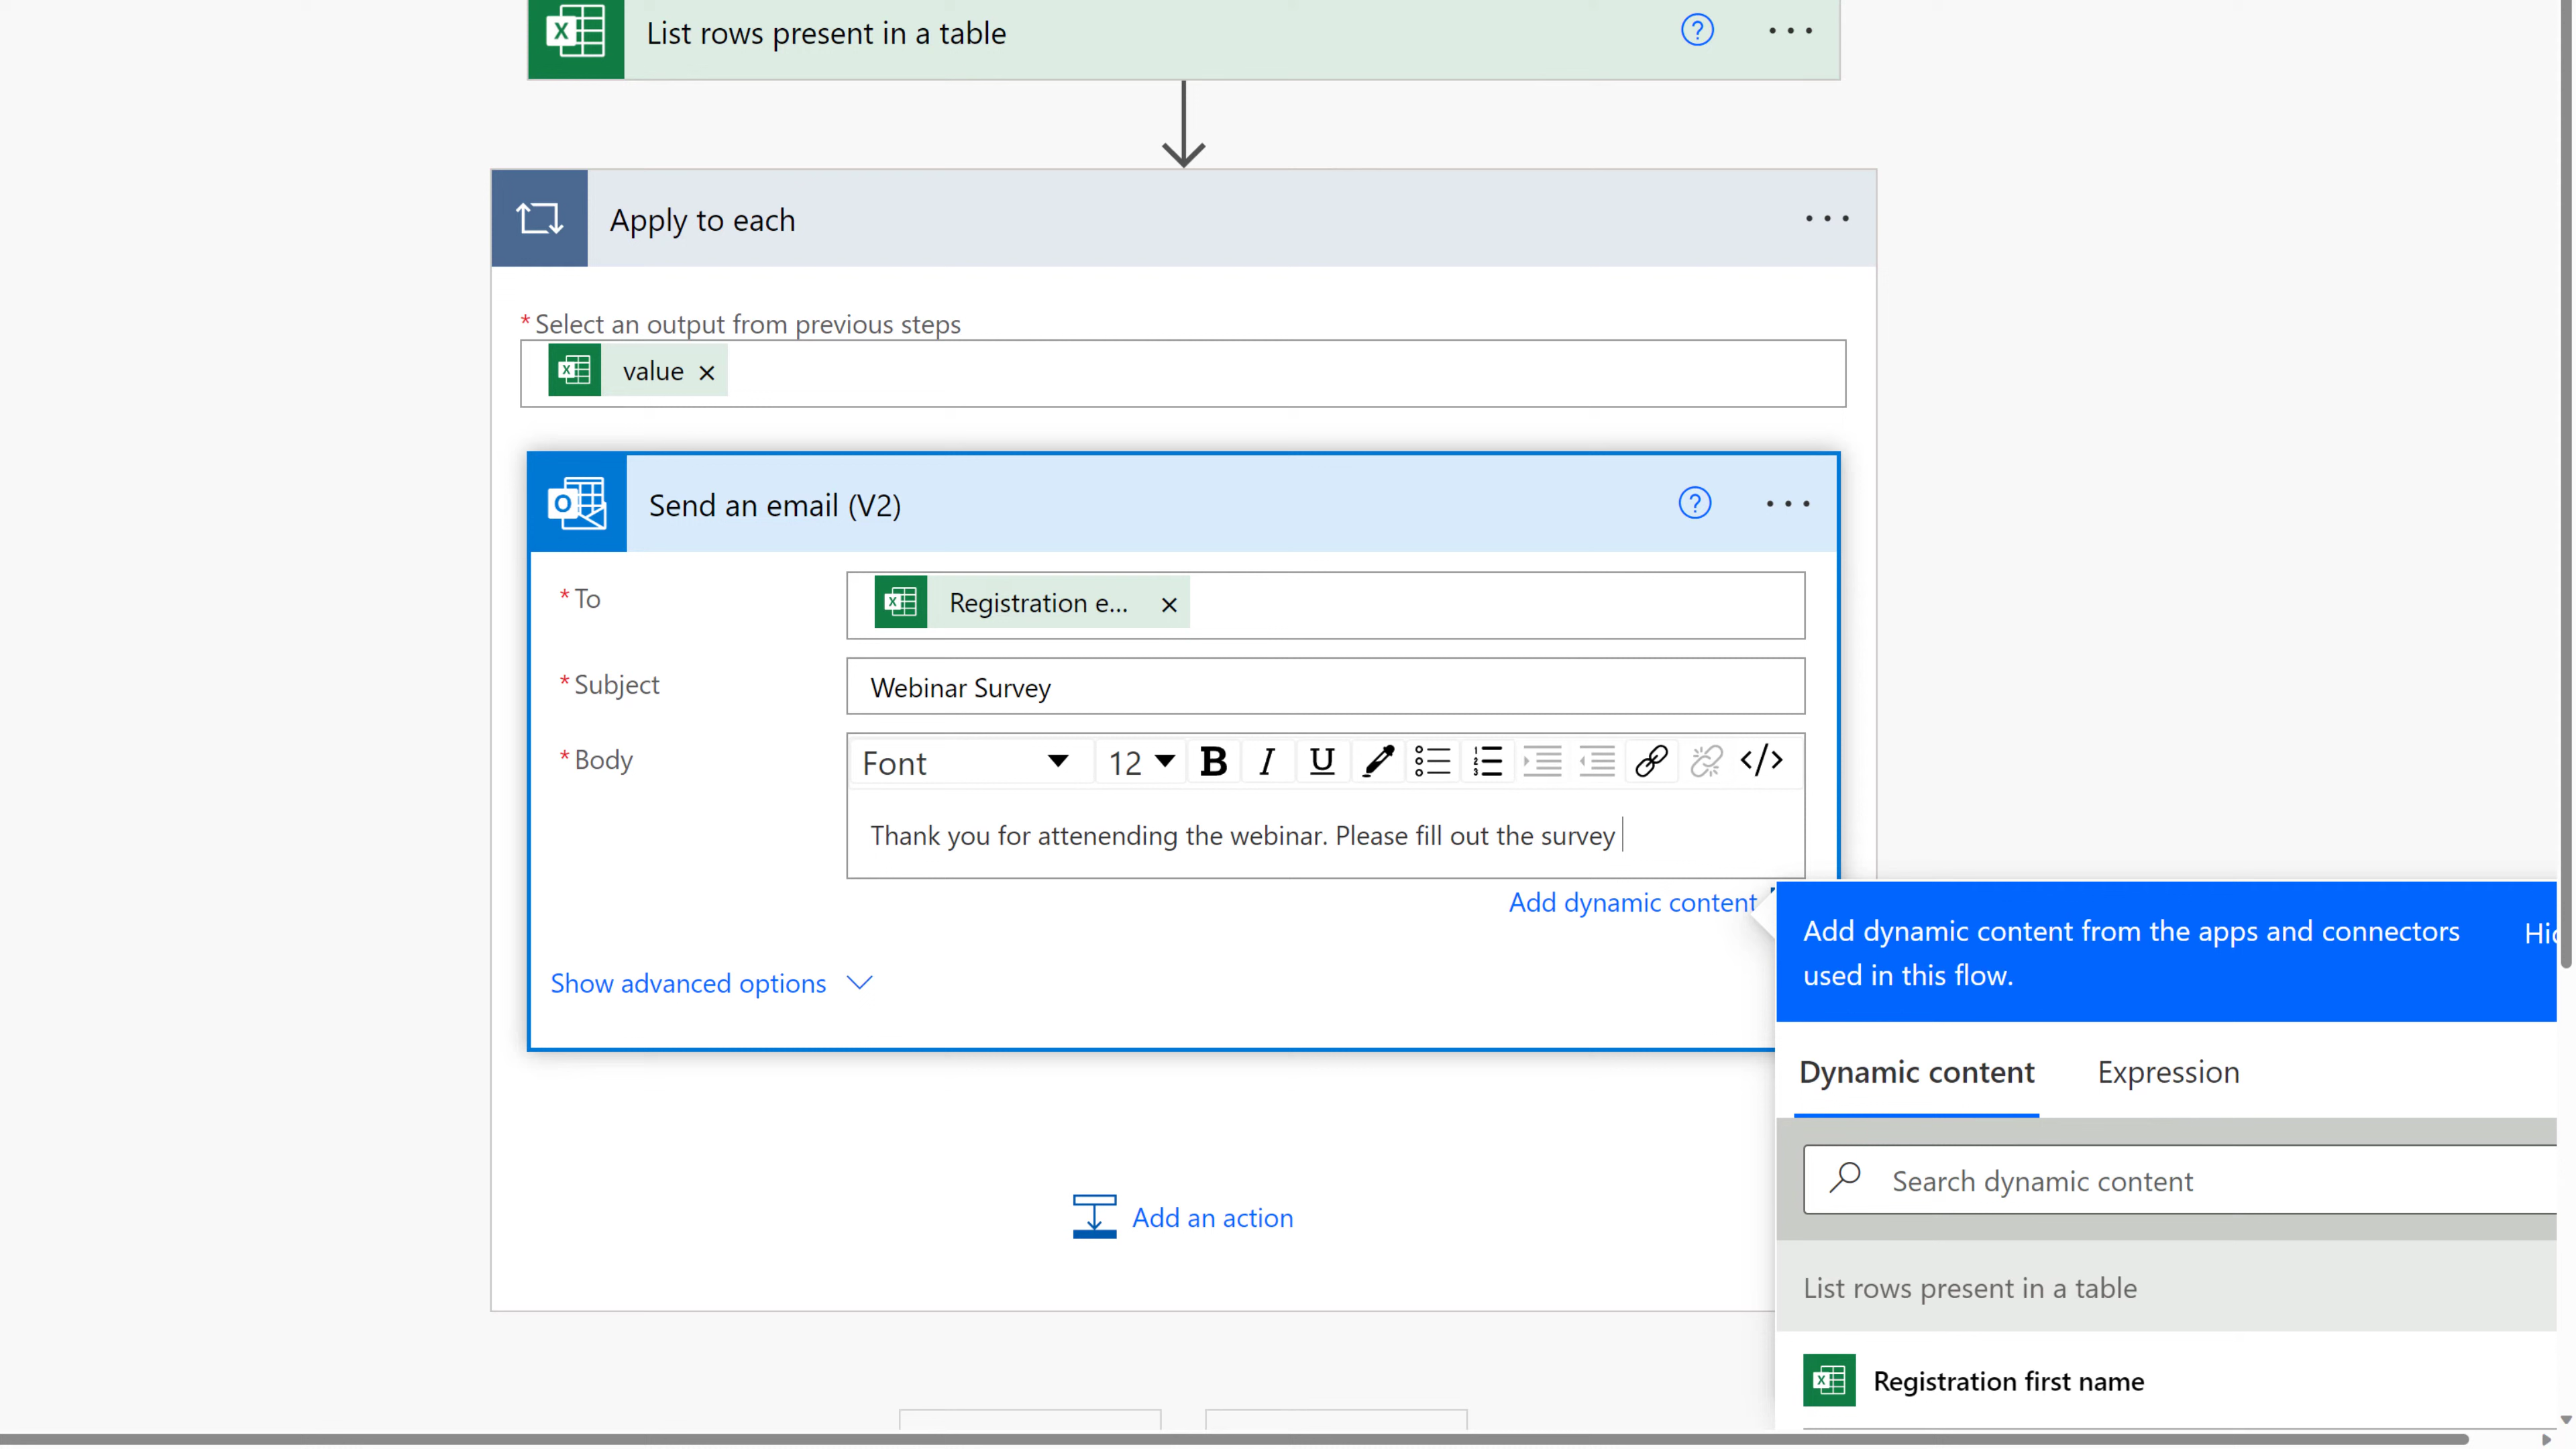 List rows present in a table
Apply to each
* Select an output from previous steps
value ×
Send an email (V2)
* To
Registration e... ×
* Subject
Webinar Survey
* Body
Font 12 B I U </>
Thank you for attenending the webinar. Please fill out the survey
Add dynamic content
Show advanced options
Add dynamic content from the apps and connectors
used in this flow.
Dynamic content Expression
Search dynamic content
Add an action
List rows present in a table
Registration first name